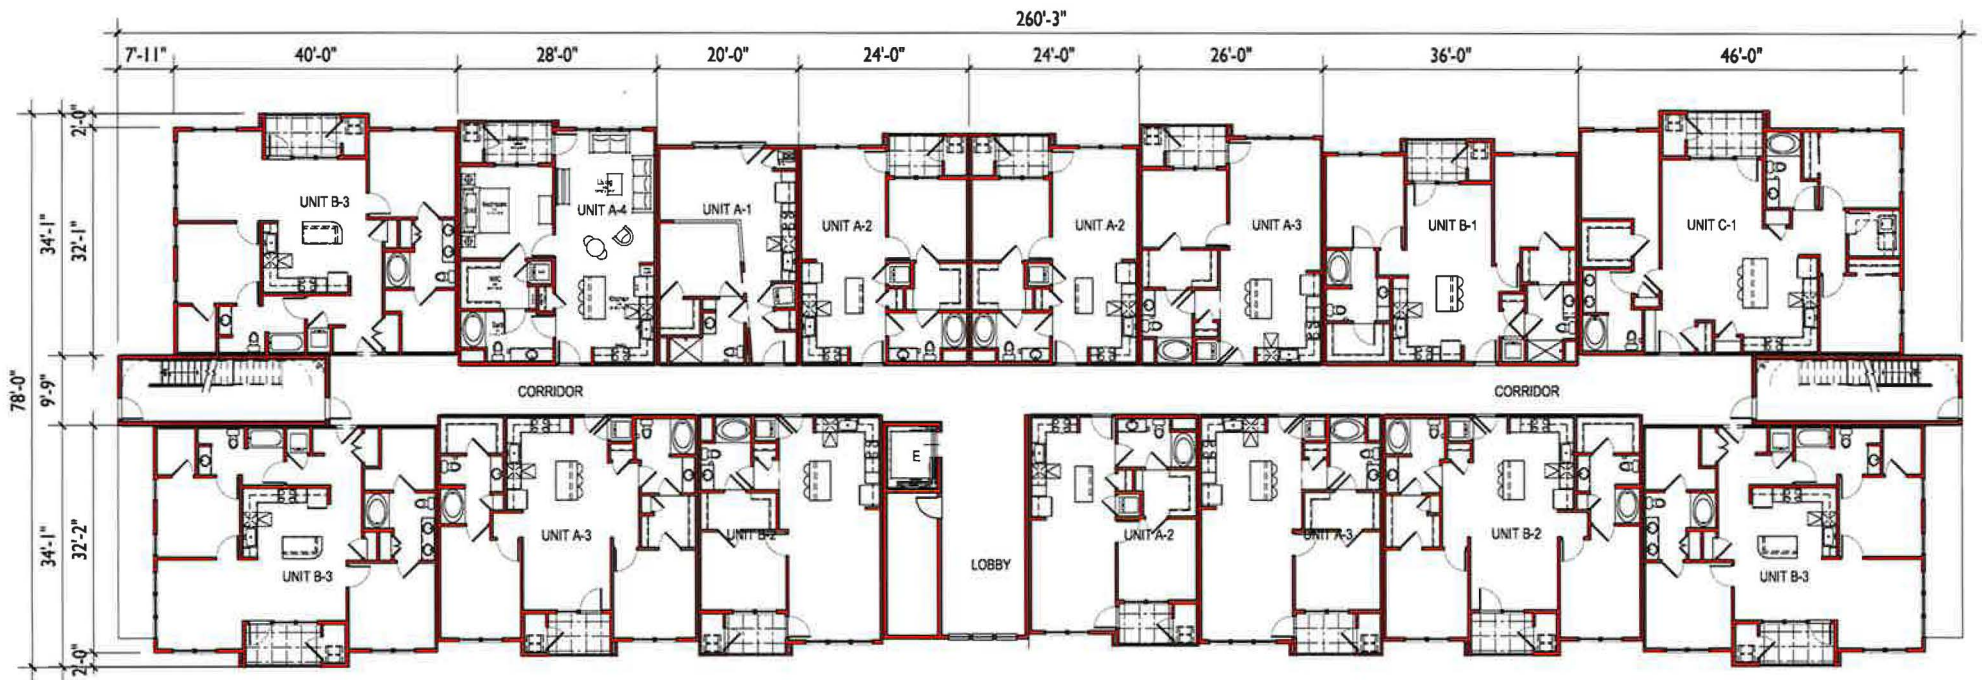 260'-3"
7'-11" 40'-0" 28'-0" 20'-0" 24'-0" 24'-0" 26'-0" 36'-0" 46'-0"
2'-0"
34'-1" 32'-1"
UNIT B-3 UNIT A-4 UNIT A-1 UNIT A-2 UNIT A-2 UNIT A-3 UNIT B-1 UNIT C-1
78'-0" 9'-9"
CORRIDOR CORRIDOR
E
34'-1" 32'-2"
UNIT B-3 UNIT A-3 UNIT B-2 LOBBY UNIT A-2 UNIT A-3 UNIT B-2 UNIT B-3
2'-0"